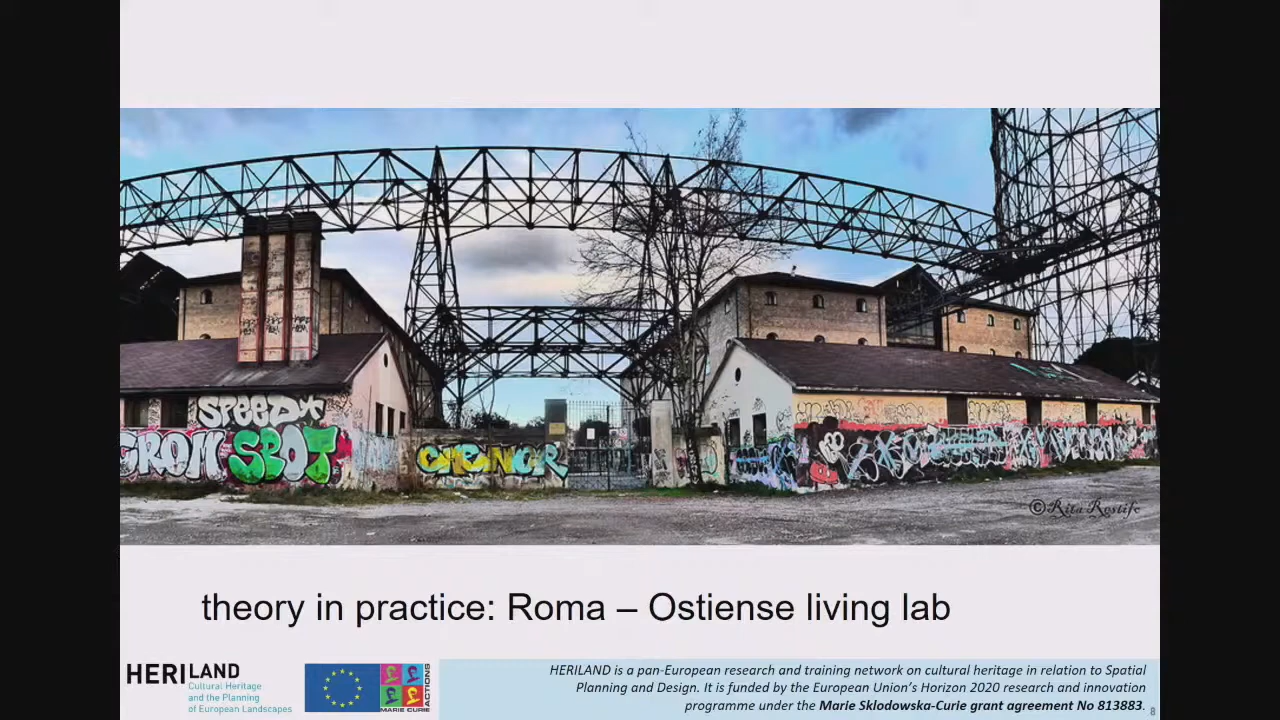 SPEED
CROM
SPOT
©Rita Restifo
theory in practice: Roma – Ostiense living lab
HERILAND
Cultural Heritage
and the Planning
of European Landscapes
MARIE CURIE
ACTIONS
HERILAND is a pan-European research and training network on cultural heritage in relation to Spatial
Planning and Design. It is funded by the European Union's Horizon 2020 research and innovation
programme under the Marie Sklodowska-Curie grant agreement No 813883.
8